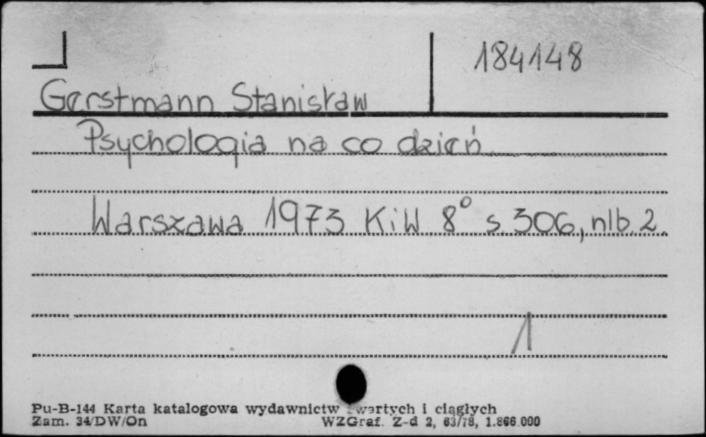 184148
Gerstmann Stanisław
Psychologia na co dzień
Warszawa 1973 KiW 8° s 306, nlb. 2
1
Pu-B-144 Karta katalogowa wydawnictw zwartych i ciągłych
Zam. 34/DW/On WZGraf. Z-d 2, 63/78, 1.866.000